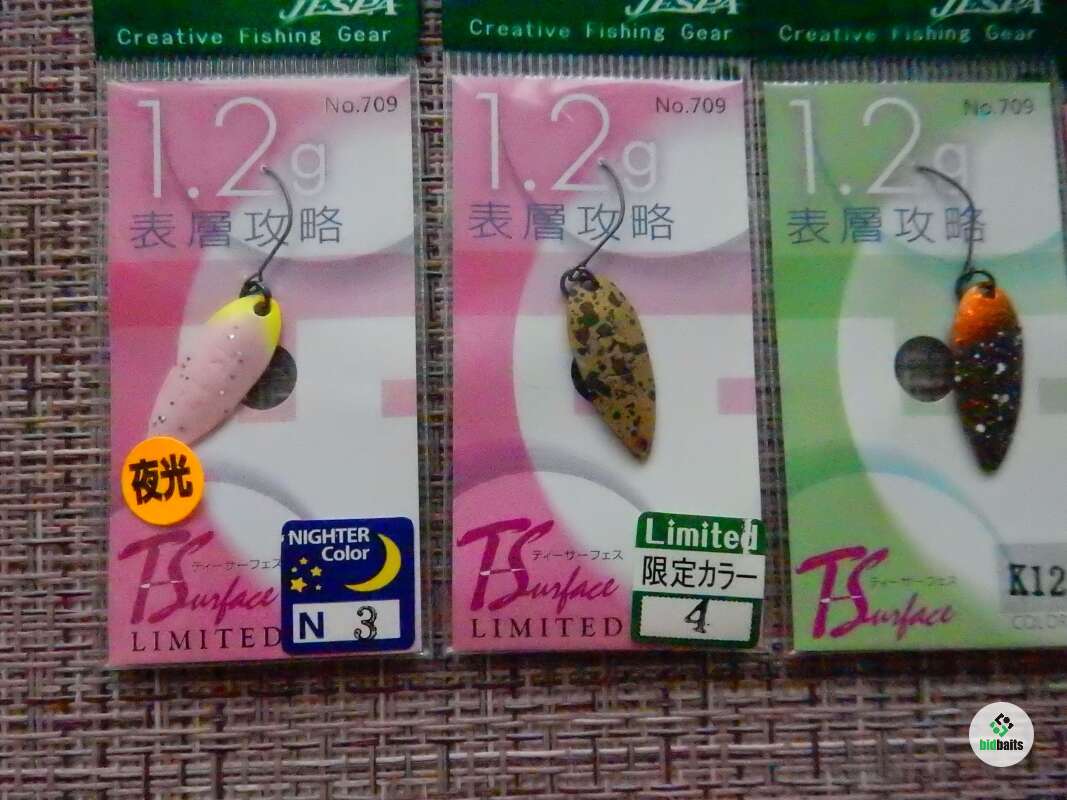 JESPA
Creative Fishing Gear
1.2g
No.709
表層攻略
夜光
NIGHTER
Color
N 3
ティーサーフェス
TSurface
LIMITED
JESPA
Creative Fishing Gear
1.2g
No.709
表層攻略
Limited
限定カラー
4
ティーサーフェス
TSurface
LIMITED
JESPA
Creative Fishing Gear
1.2g
No.709
表層攻略
ティーサーフェス
TSurface
K12
COLOR
bidbaits